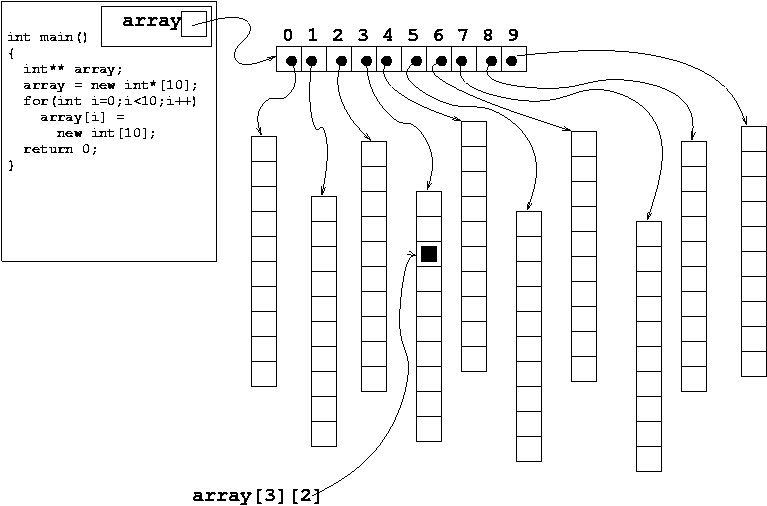 array
int main()
{
int** array;
array = new int*[10];
for(int i=0;i<10;i++)
array[i] =
new int[10];
return 0;
}
0 1 2 3 4 5 6 7 8 9
array[3][2]